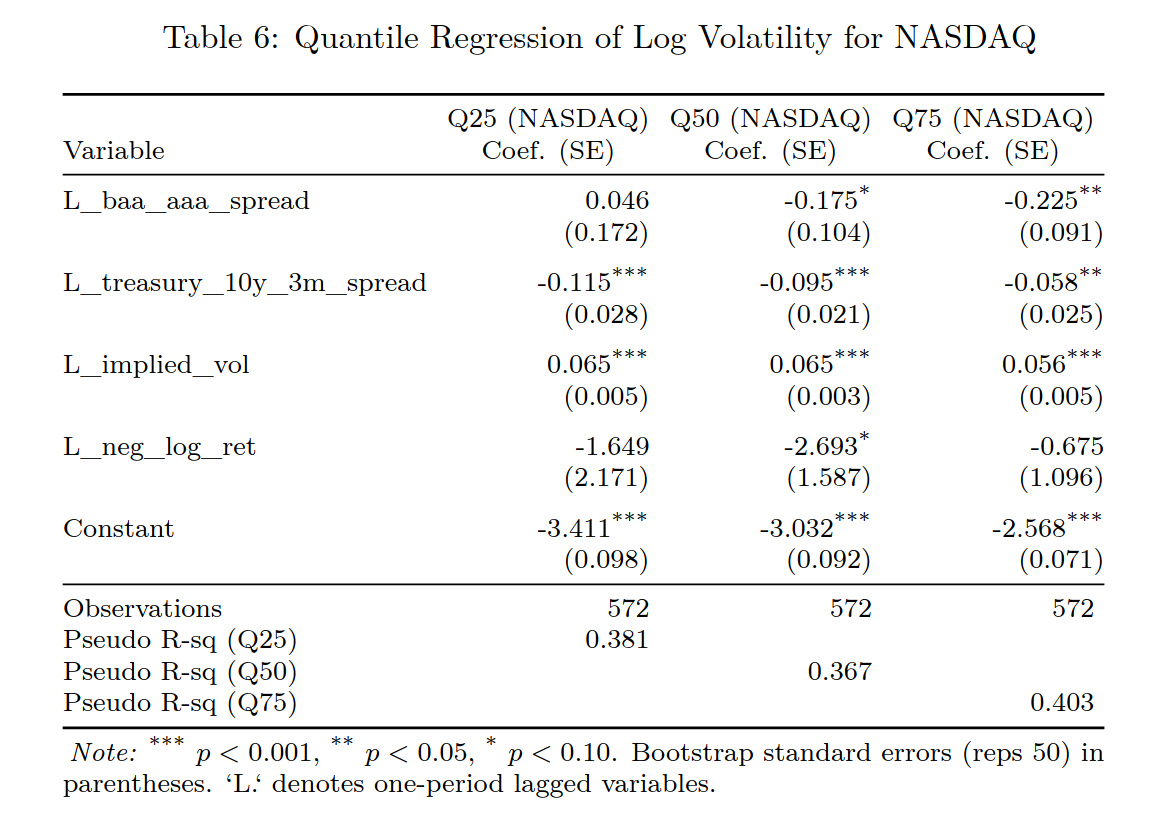 Table 6: Quantile Regression of Log Volatility for NASDAQ
Q25 (NASDAQ) Q50 (NASDAQ) Q75 (NASDAQ)
Variable Coef. (SE) Coef. (SE) Coef. (SE)
L_baa_aaa_spread 0.046 -0.175* -0.225**
(0.172) (0.104) (0.091)
L_treasury_10y_3m_spread -0.115*** -0.095*** -0.058**
(0.028) (0.021) (0.025)
L_implied_vol 0.065*** 0.065*** 0.056***
(0.005) (0.003) (0.005)
L_neg_log_ret -1.649 -2.693* -0.675
(2.171) (1.587) (1.096)
Constant -3.411*** -3.032*** -2.568***
(0.098) (0.092) (0.071)
Observations 572 572 572
Pseudo R-sq (Q25) 0.381
Pseudo R-sq (Q50) 0.367
Pseudo R-sq (Q75) 0.403
Note: *** p < 0.001, ** p < 0.05, * p < 0.10. Bootstrap standard errors (reps 50) in
parentheses. ‘L.‘ denotes one-period lagged variables.